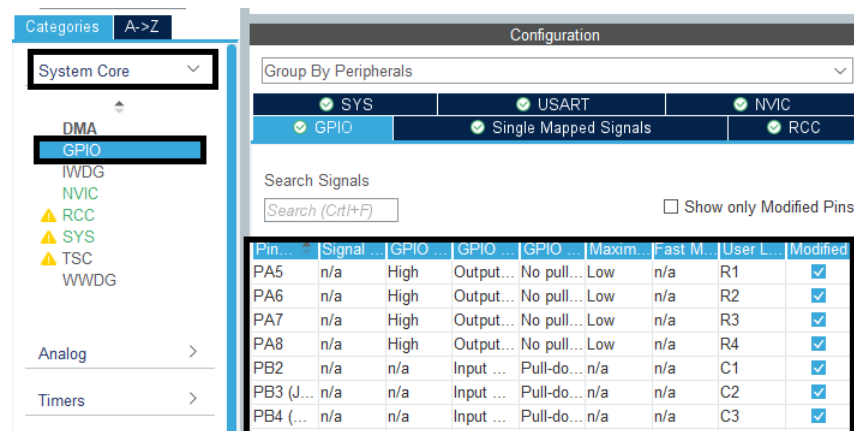 Categories A->Z
System Core
DMA
GPIO
IWDG
NVIC
RCC
SYS
TSC
WWDG
Analog
Timers
Configuration
Group By Peripherals
SYS USART NVIC
GPIO Single Mapped Signals RCC
Search Signals
Search (Crtl+F) Show only Modified Pins
Pin... Signal ... GPIO ... GPIO ... GPIO ... Maxim... Fast M... User L... Modified
PA5 n/a High Output... No pull... Low n/a R1
PA6 n/a High Output... No pull... Low n/a R2
PA7 n/a High Output... No pull... Low n/a R3
PA8 n/a High Output... No pull... Low n/a R4
PB2 n/a n/a Input ... Pull-do... n/a n/a C1
PB3 (J... n/a n/a Input ... Pull-do... n/a n/a C2
PB4 (... n/a n/a Input ... Pull-do... n/a n/a C3